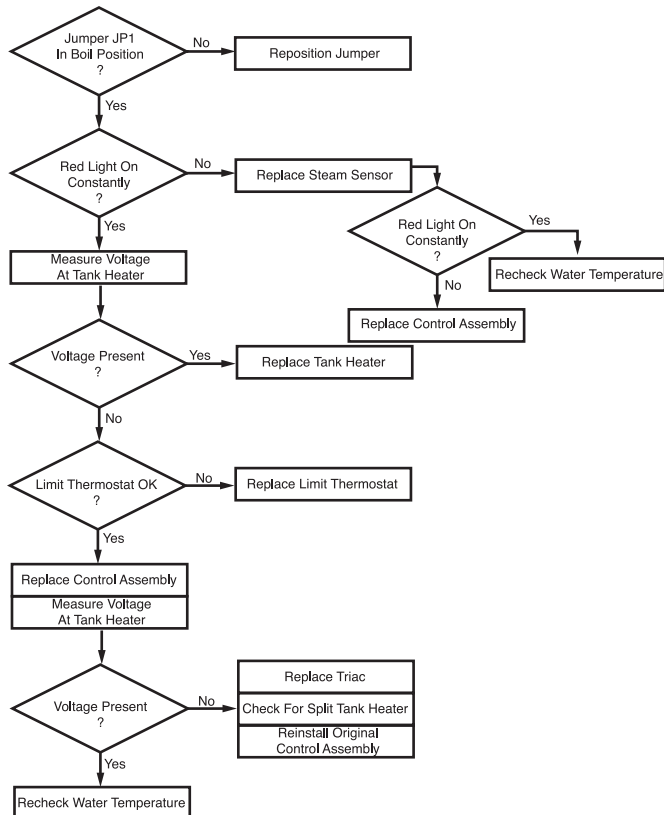 Jumper JP1
In Boil Position
?
No
Reposition Jumper
Yes
Red Light On
Constantly
?
No
Replace Steam Sensor
Yes
Red Light On
Constantly
?
Yes
Recheck Water Temperature
No
Replace Control Assembly
Measure Voltage
At Tank Heater
Voltage Present
?
Yes
Replace Tank Heater
No
Limit Thermostat OK
?
No
Replace Limit Thermostat
Yes
Replace Control Assembly
Measure Voltage
At Tank Heater
Voltage Present
?
No
Replace Triac
Check For Split Tank Heater
Reinstall Original
Control Assembly
Yes
Recheck Water Temperature